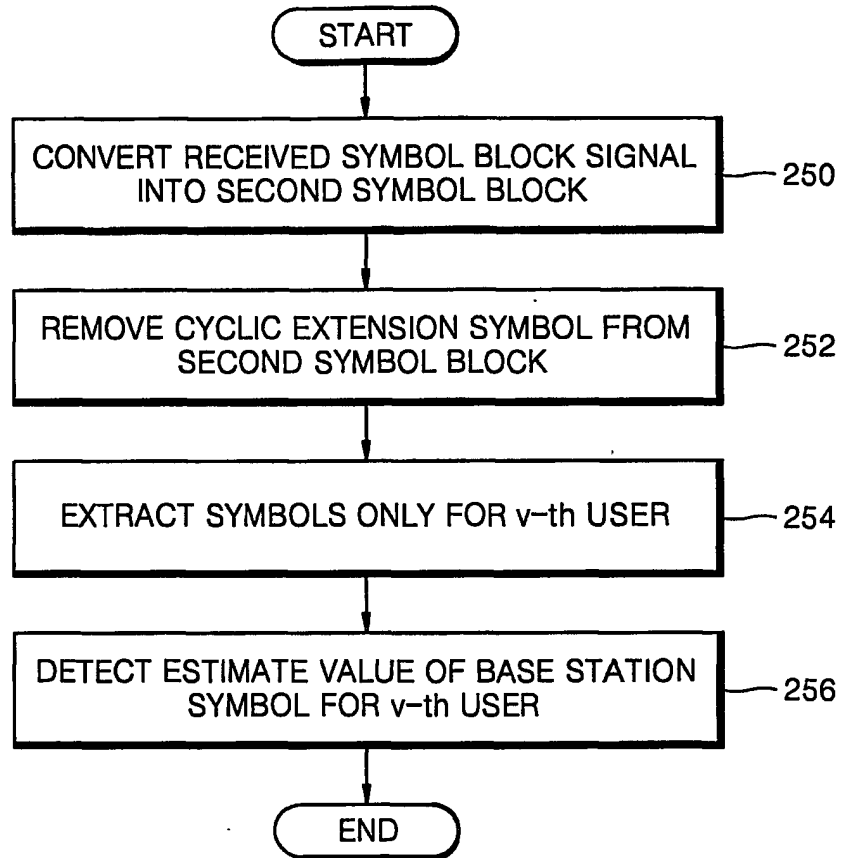 START
CONVERT RECEIVED SYMBOL BLOCK SIGNAL
INTO SECOND SYMBOL BLOCK
250
REMOVE CYCLIC EXTENSION SYMBOL FROM
SECOND SYMBOL BLOCK
252
EXTRACT SYMBOLS ONLY FOR v-th USER
254
DETECT ESTIMATE VALUE OF BASE STATION
SYMBOL FOR v-th USER
256
END